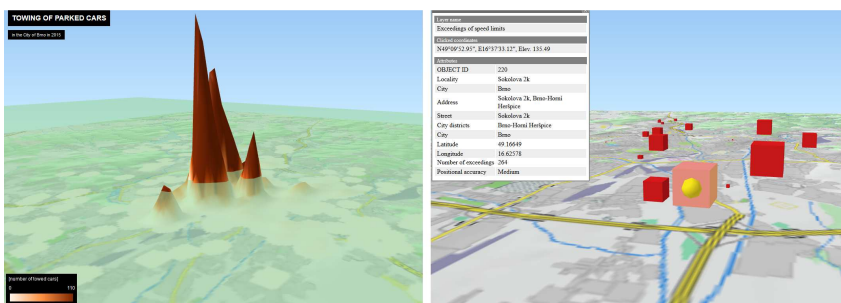 TOWING OF PARKED CARS
in the City of Brno in 2015
[number of towed cars]
0 110
Layer name
Exceedings of speed limits
Clicked coordinates
N49°09'52.95", E16°37'33.12", Elev. 135.49
Attributes
OBJECT ID 220
Locality Sokolova 2k
City Brno
Address Sokolova 2k, Brno-Horní
Heršpice
Street Sokolova 2k
City districts Brno-Horní Heršpice
City Brno
Latitude 49.16649
Longitude 16.62578
Number of exceedings 264
Positional accuracy Medium